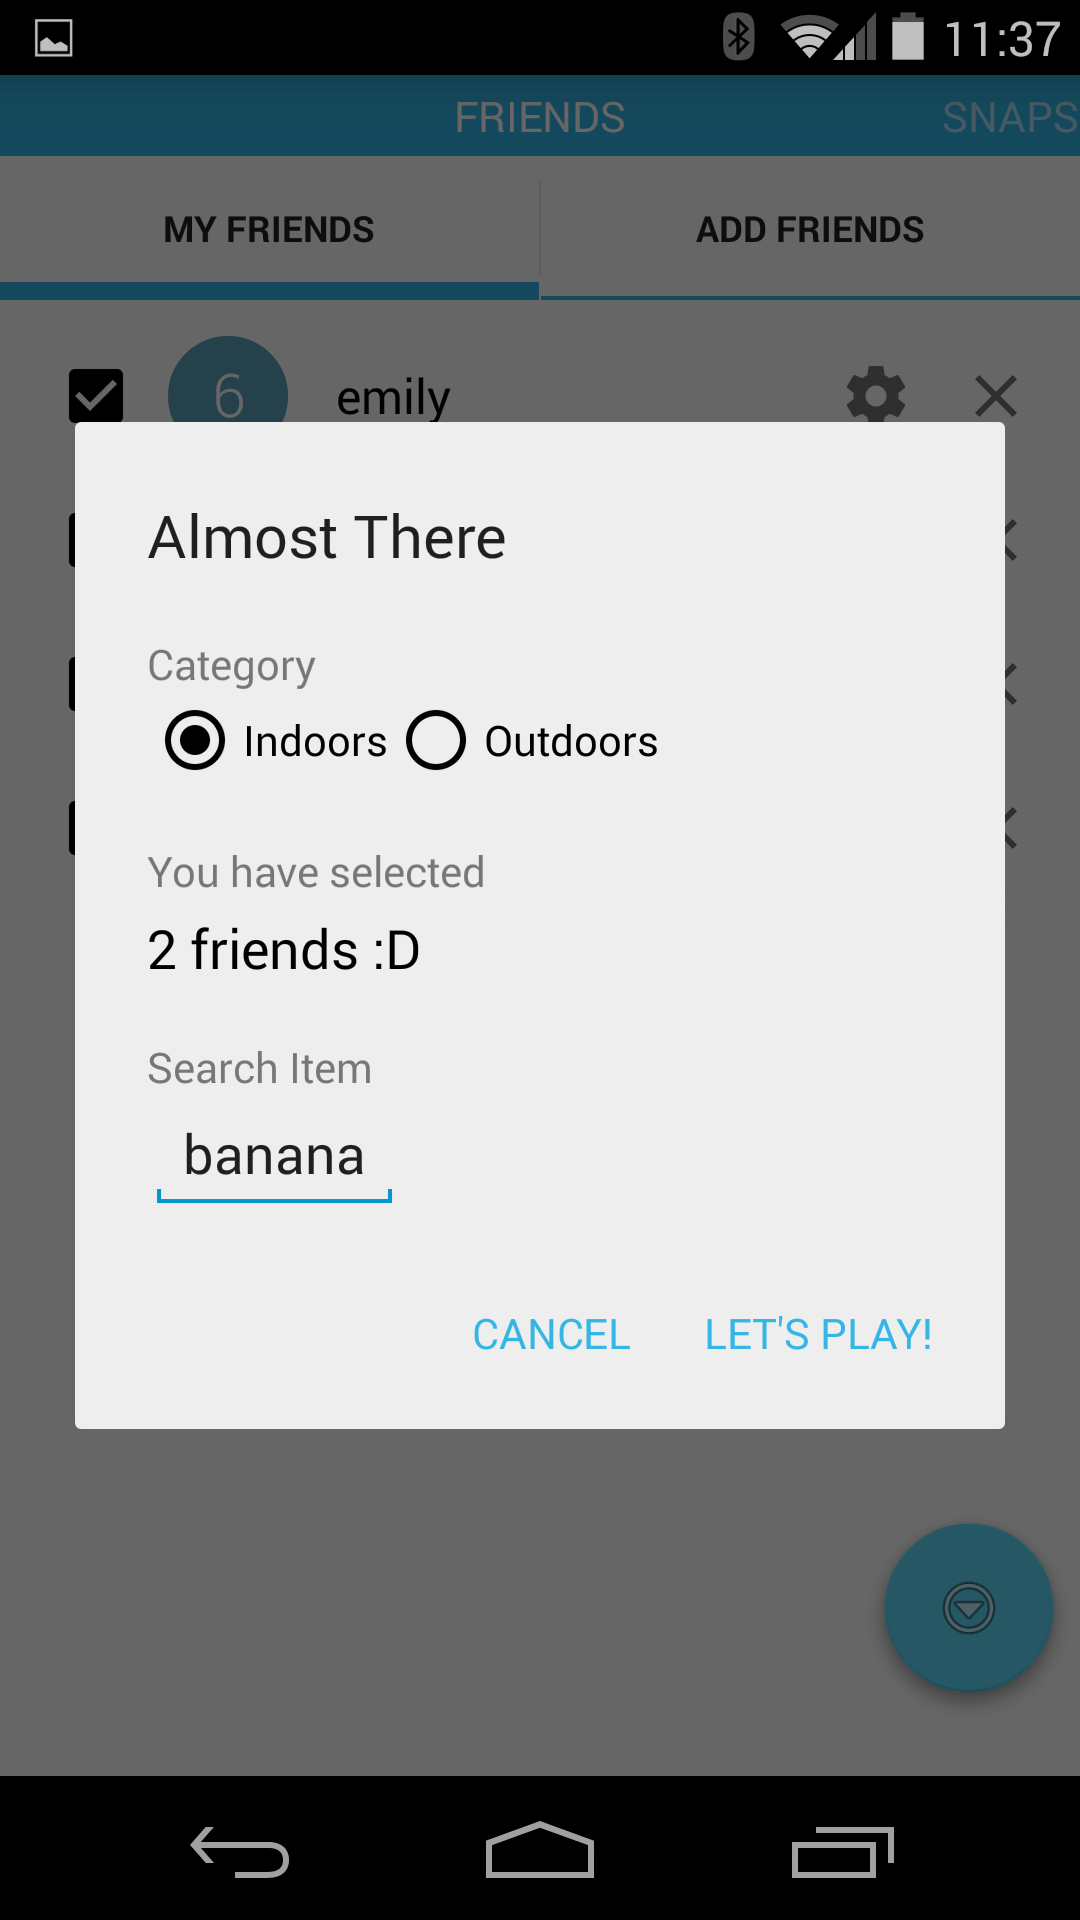 11:37
FRIENDS SNAPS
MY FRIENDS ADD FRIENDS
6 emily
Almost There
Category
Indoors Outdoors
You have selected
2 friends :D
Search Item
banana
CANCEL LET'S PLAY!